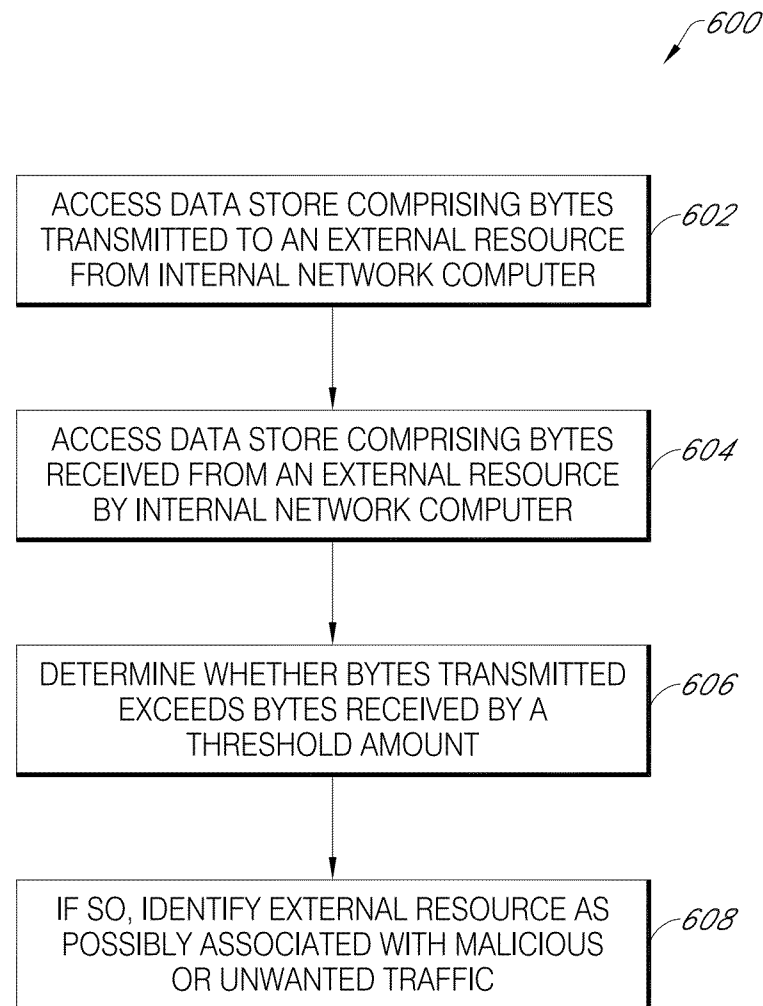 600
ACCESS DATA STORE COMPRISING BYTES
TRANSMITTED TO AN EXTERNAL RESOURCE
FROM INTERNAL NETWORK COMPUTER
602
ACCESS DATA STORE COMPRISING BYTES
RECEIVED FROM AN EXTERNAL RESOURCE
BY INTERNAL NETWORK COMPUTER
604
DETERMINE WHETHER BYTES TRANSMITTED
EXCEEDS BYTES RECEIVED BY A
THRESHOLD AMOUNT
606
IF SO, IDENTIFY EXTERNAL RESOURCE AS
POSSIBLY ASSOCIATED WITH MALICIOUS
OR UNWANTED TRAFFIC
608